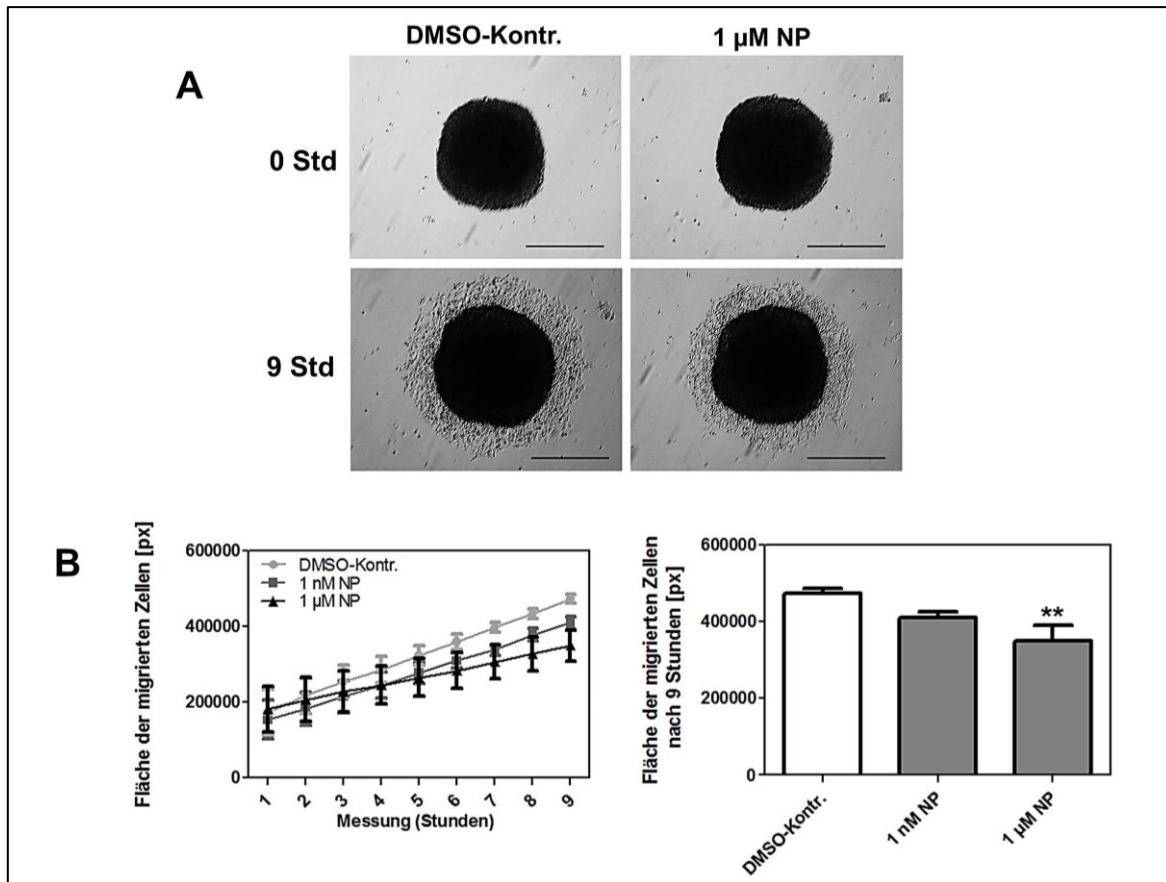 DMSO-Kontr. 1 µM NP
A
0 Std
9 Std
B
Fläche der migrierten Zellen [px]
600000
400000
200000
0
DMSO-Kontr.
1 nM NP
1 µM NP
1 2 3 4 5 6 7 8 9
Messung (Stunden)
Fläche der migrierten Zellen
nach 9 Stunden [px]
600000
400000
200000
0
**
DMSO-Kontr.
1 nM NP
1 µM NP